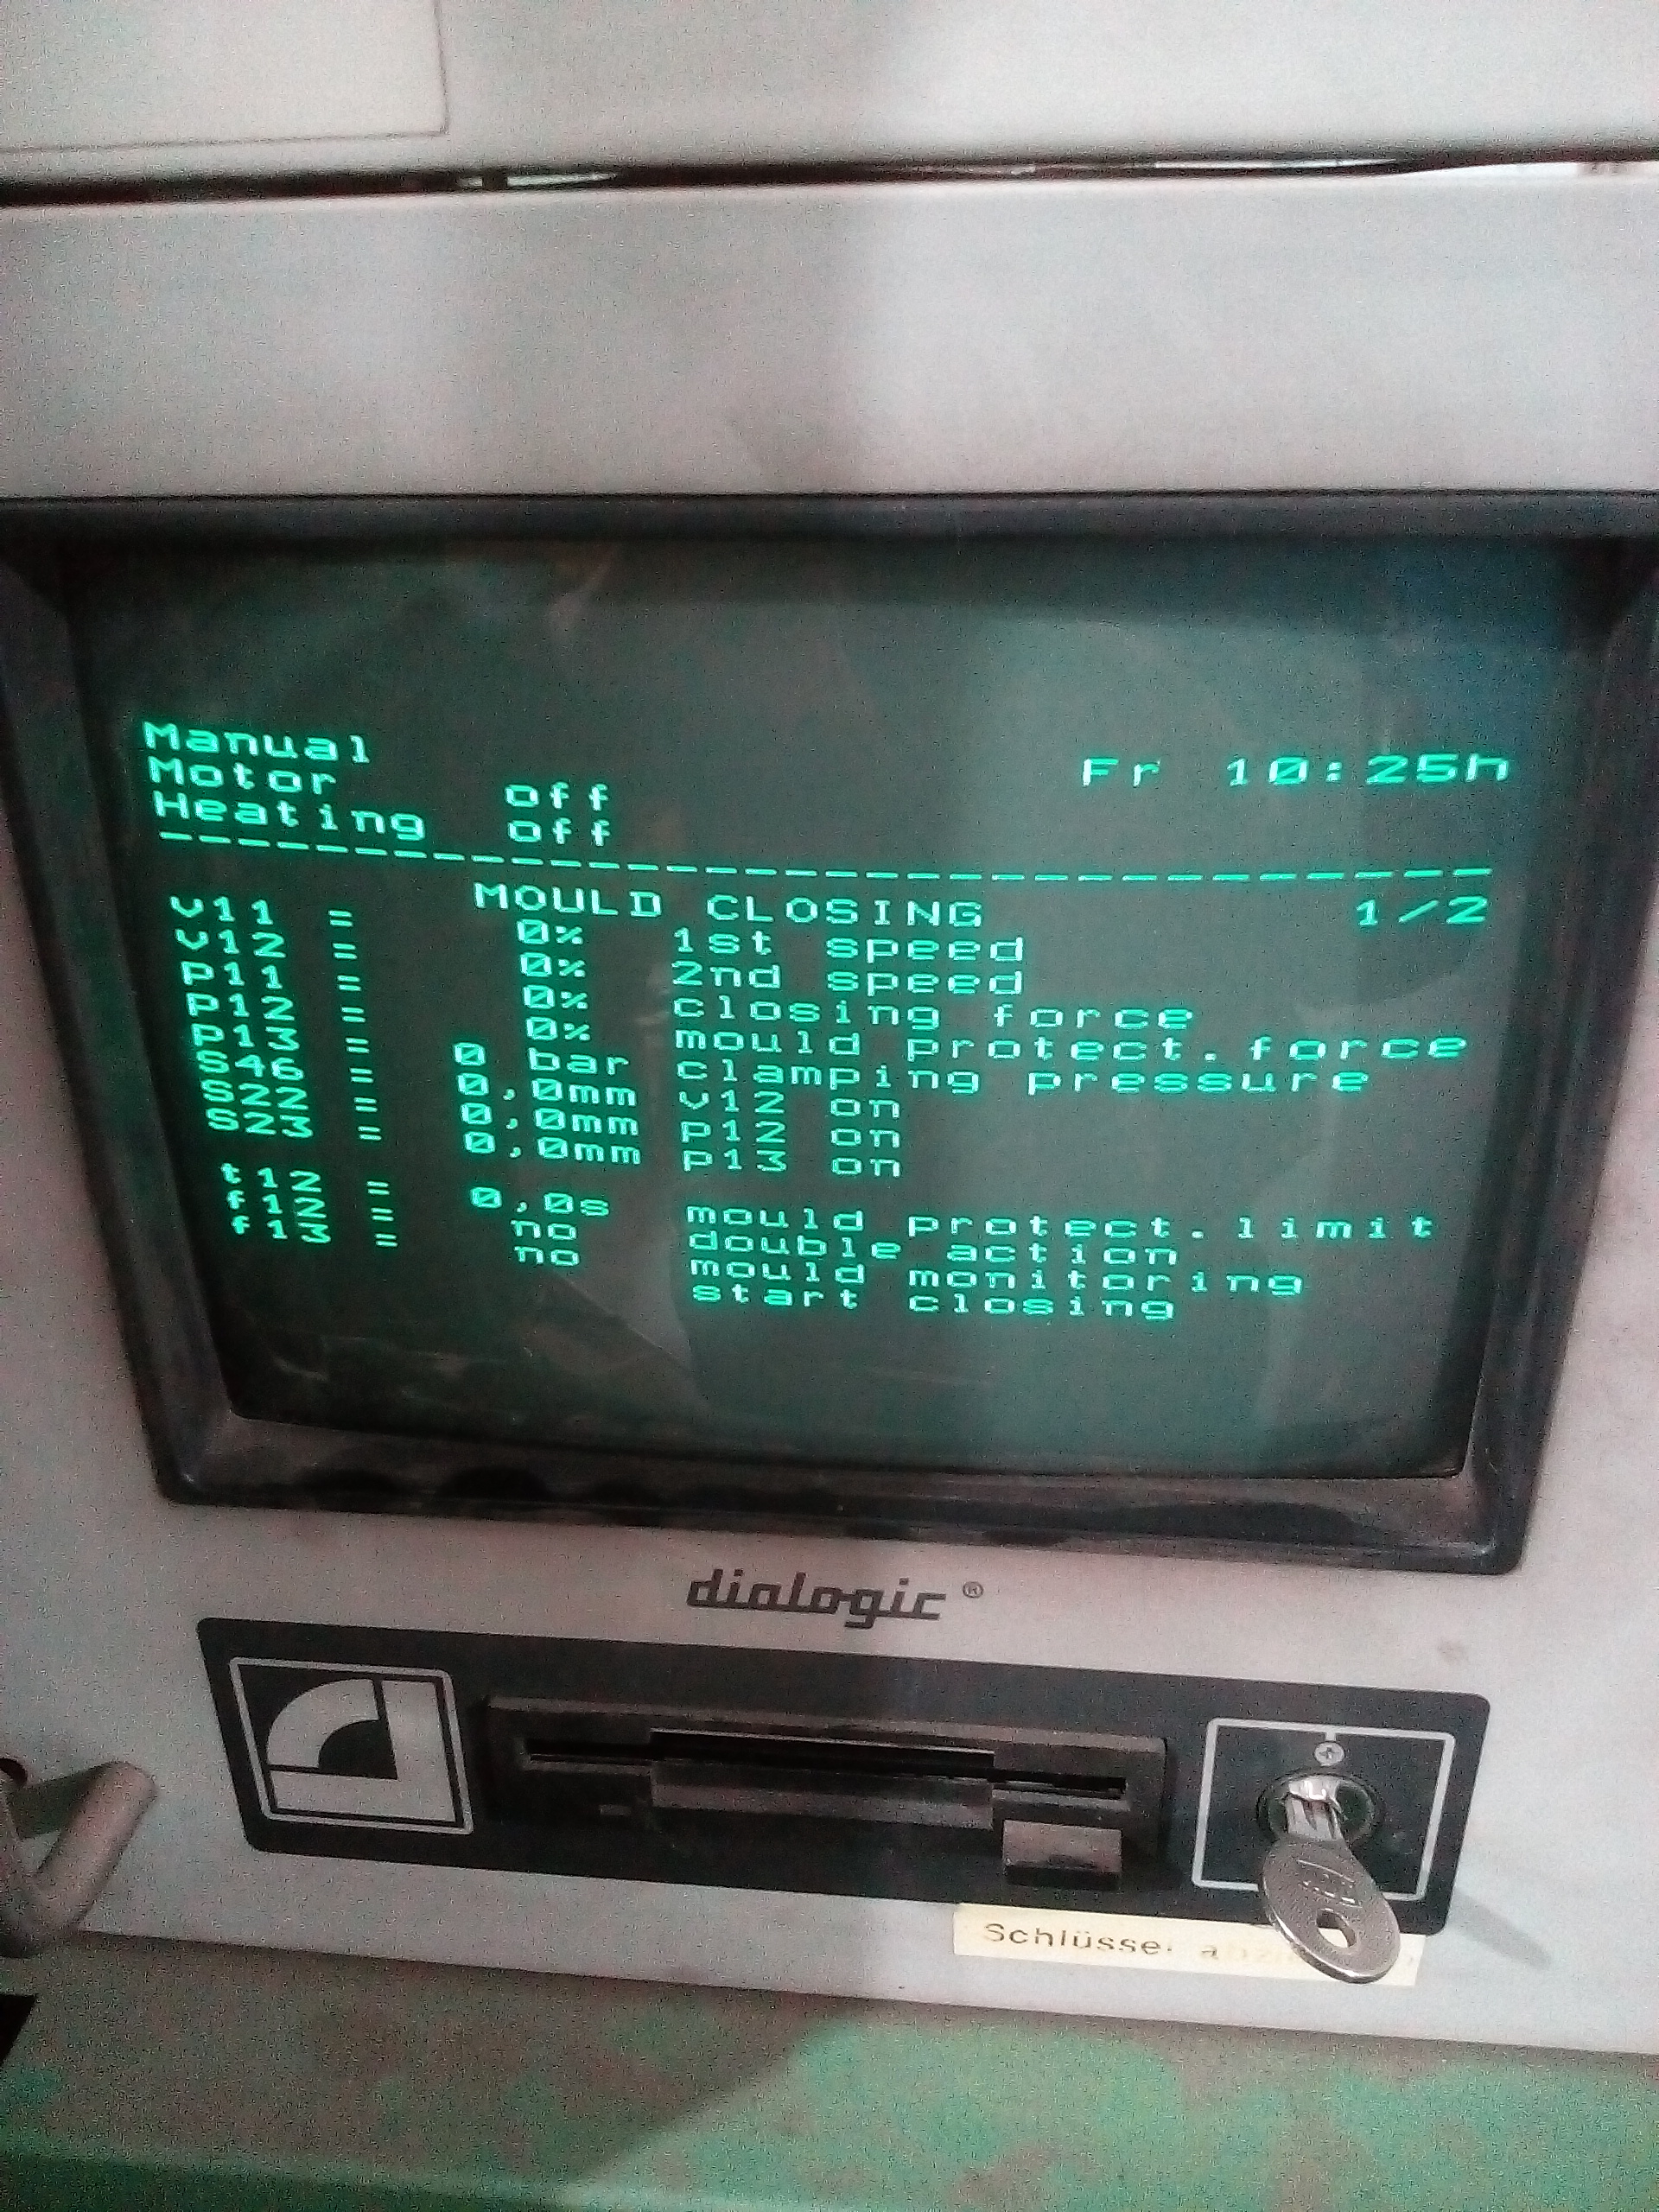 Manual
Fr 10:25h
Motor off
Heating off
MOULD CLOSING 1/2
v11 = 0% 1st speed
v12 = 0% 2nd speed
p11 = 0% closing force
p12 = 0% mould protect.force
p13 = 0 bar clamping pressure
S46 = 0,0mm v12 on
S22 = 0,0mm p12 on
S23 = 0,0mm p13 on
t12 = 0,0s mould protect.limit
f12 = no double action
f13 = no mould monitoring
start closing
dialogic ®
Schlüssel